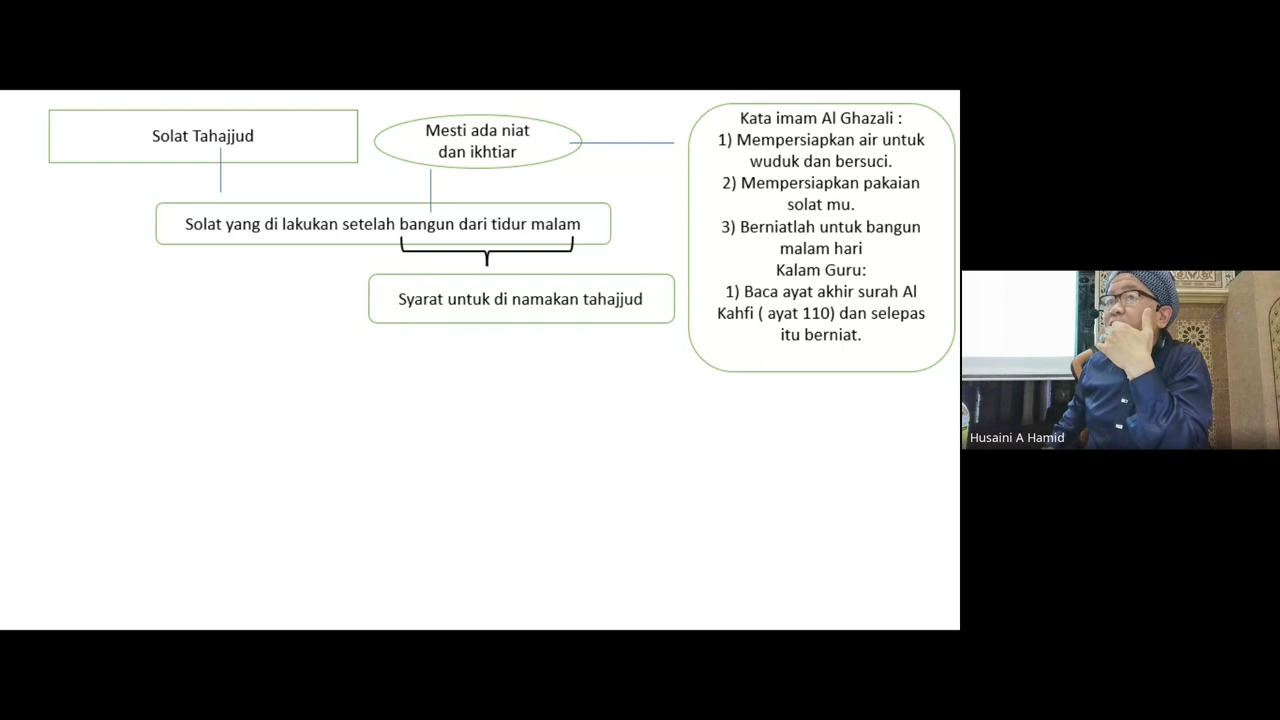 Solat Tahajjud
Mesti ada niat
dan ikhtiar
Solat yang di lakukan setelah bangun dari tidur malam
Syarat untuk di namakan tahajjud
Kata imam Al Ghazali :
1) Mempersiapkan air untuk
wuduk dan bersuci.
2) Mempersiapkan pakaian
solat mu.
3) Berniatlah untuk bangun
malam hari
Kalam Guru:
1) Baca ayat akhir surah Al
Kahfi ( ayat 110) dan selepas
itu berniat.
Husaini A Hamid